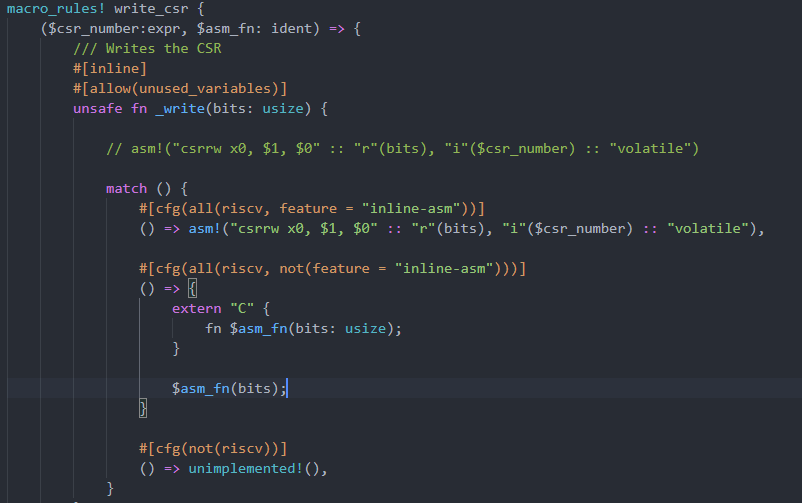 macro_rules! write_csr {
    ($csr_number:expr, $asm_fn: ident) => {
        /// Writes the CSR
        #[inline]
        #[allow(unused_variables)]
        unsafe fn _write(bits: usize) {

            // asm!("csrrw x0, $1, $0" :: "r"(bits), "i"($csr_number) :: "volatile")

            match () {
                #[cfg(all(riscv, feature = "inline-asm"))]
                () => asm!("csrrw x0, $1, $0" :: "r"(bits), "i"($csr_number) :: "volatile"),

                #[cfg(all(riscv, not(feature = "inline-asm")))]
                () => {
                    extern "C" {
                        fn $asm_fn(bits: usize);
                    }

                    $asm_fn(bits);
                }

                #[cfg(not(riscv))]
                () => unimplemented!(),
            }